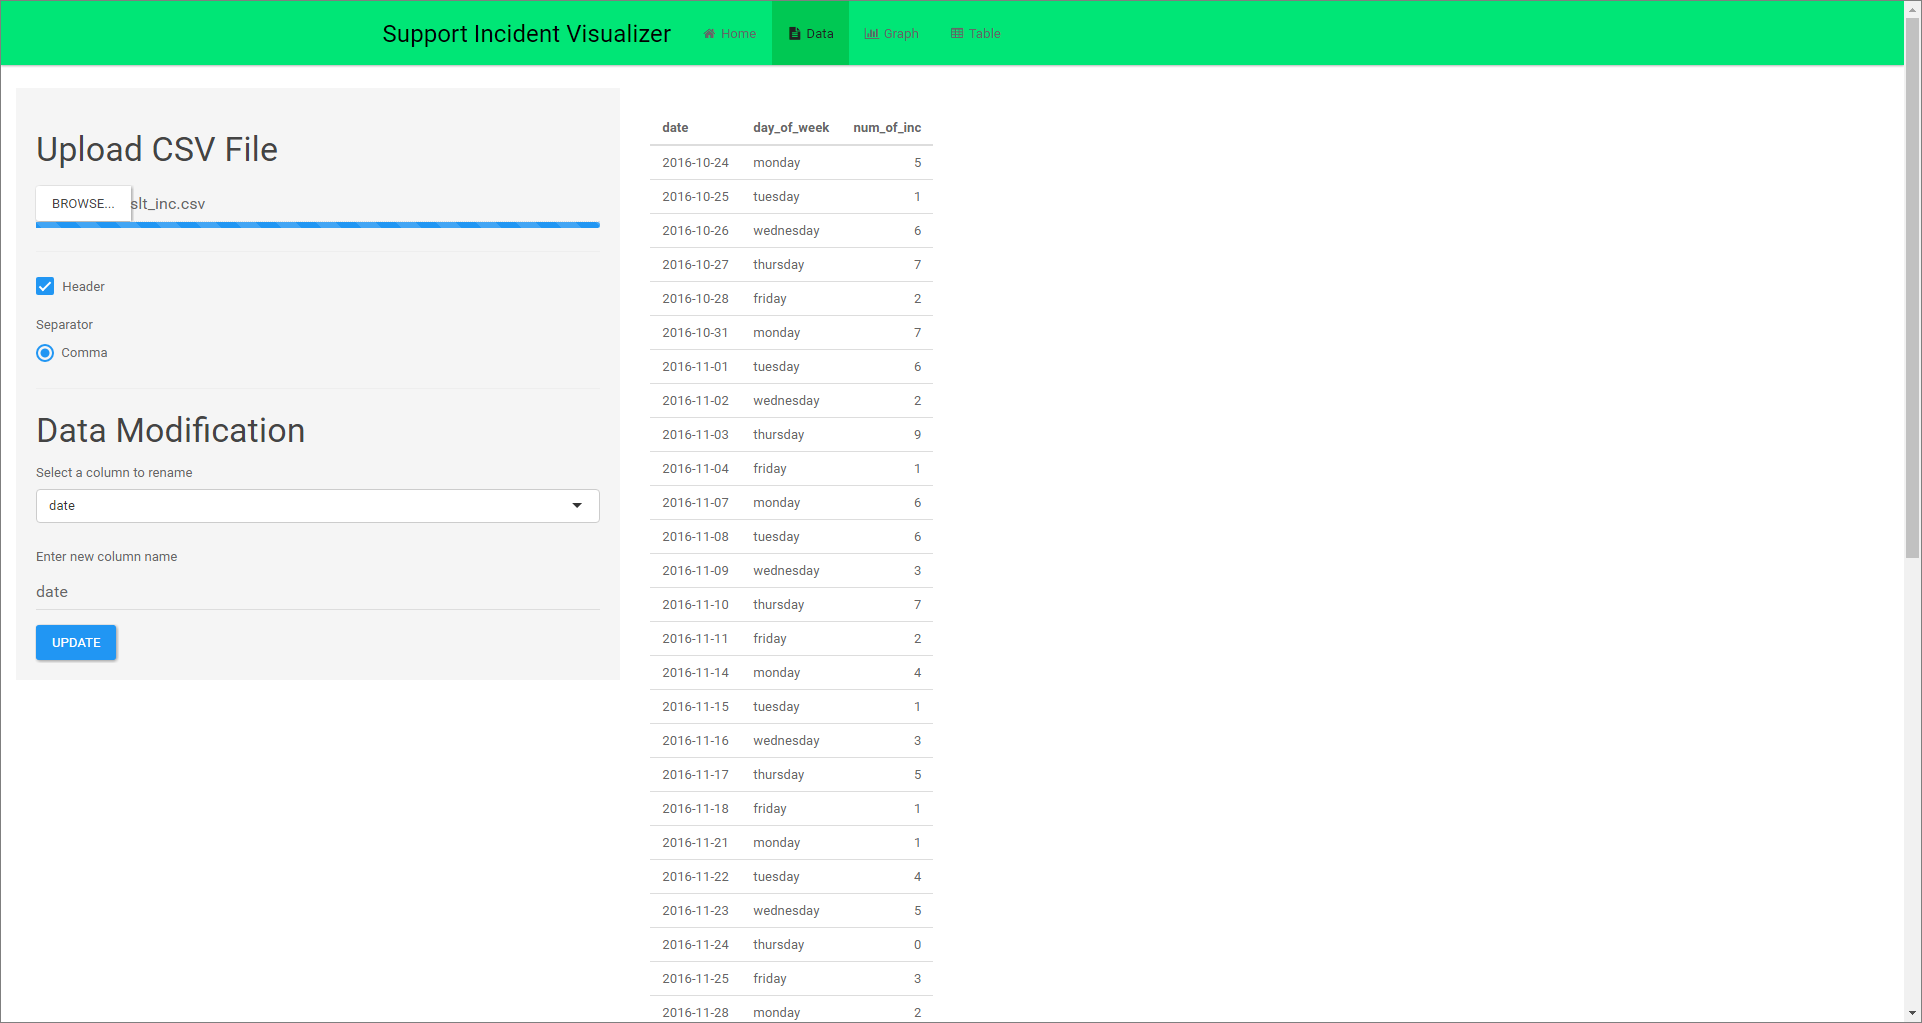 Support Incident Visualizer Home Data Graph Table
Upload CSV File
BROWSE... slt_inc.csv
Header
Separator
Comma
Data Modification
Select a column to rename
date
Enter new column name
date
UPDATE
date day_of_week num_of_inc
2016-10-24 monday 5
2016-10-25 tuesday 1
2016-10-26 wednesday 6
2016-10-27 thursday 7
2016-10-28 friday 2
2016-10-31 monday 7
2016-11-01 tuesday 6
2016-11-02 wednesday 2
2016-11-03 thursday 9
2016-11-04 friday 1
2016-11-07 monday 6
2016-11-08 tuesday 6
2016-11-09 wednesday 3
2016-11-10 thursday 7
2016-11-11 friday 2
2016-11-14 monday 4
2016-11-15 tuesday 1
2016-11-16 wednesday 3
2016-11-17 thursday 5
2016-11-18 friday 1
2016-11-21 monday 1
2016-11-22 tuesday 4
2016-11-23 wednesday 5
2016-11-24 thursday 0
2016-11-25 friday 3
2016-11-28 monday 2